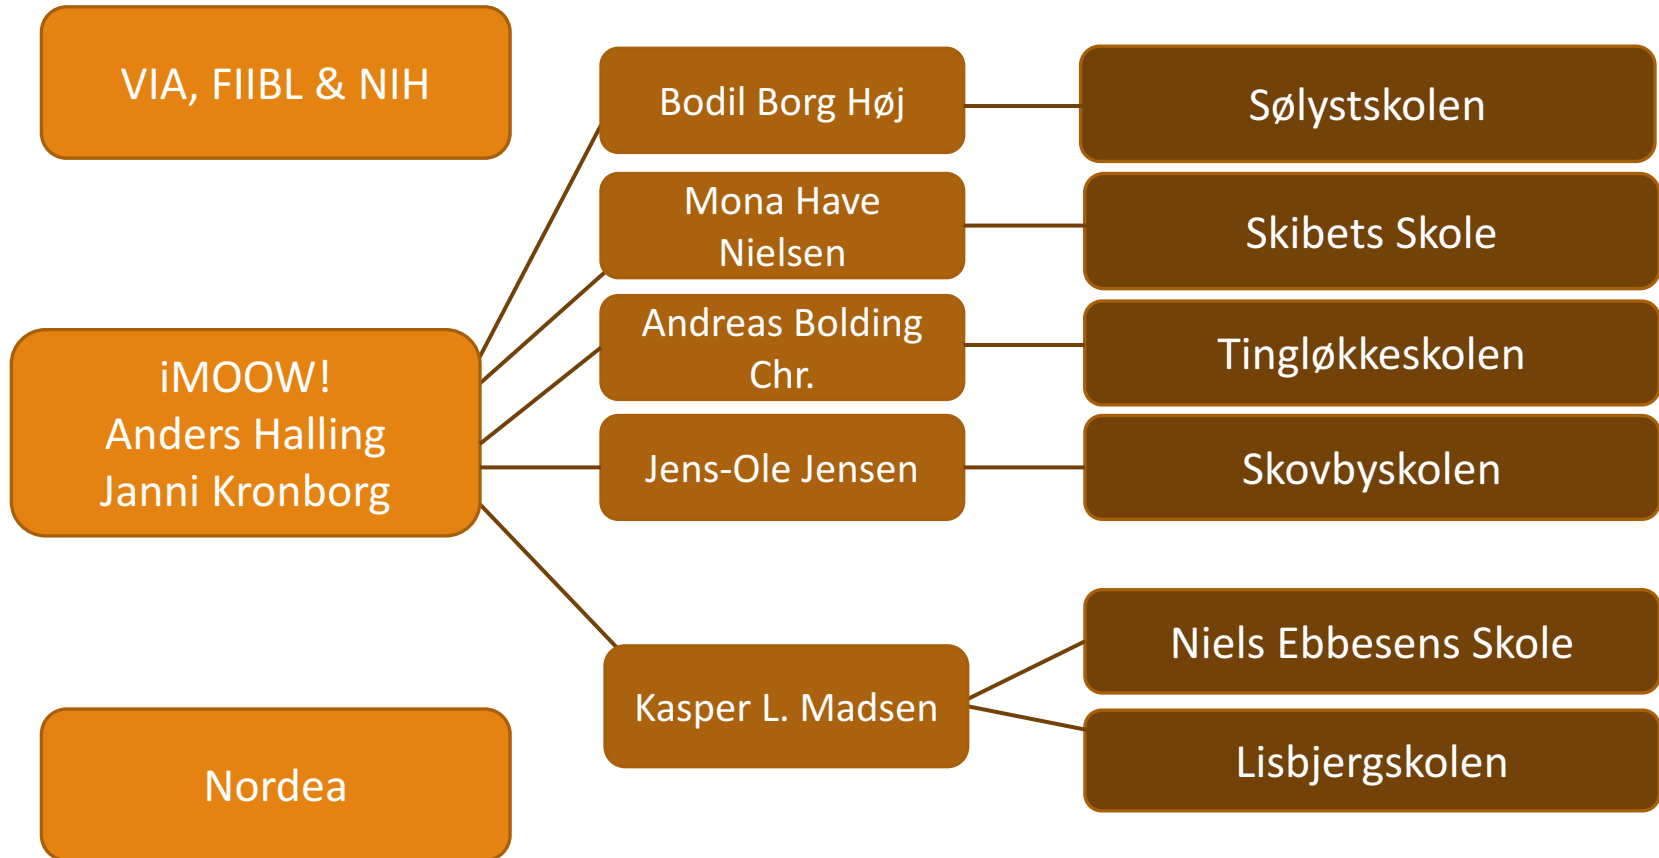 VIA, FIIBL & NIH
iMOOW!
Anders Halling
Janni Kronborg
Nordea
Bodil Borg Høj
Mona Have
Nielsen
Andreas Bolding
Chr.
Jens-Ole Jensen
Kasper L. Madsen
Sølystskolen
Skibets Skole
Tingløkkeskolen
Skovbyskolen
Niels Ebbesens Skole
Lisbjergskolen